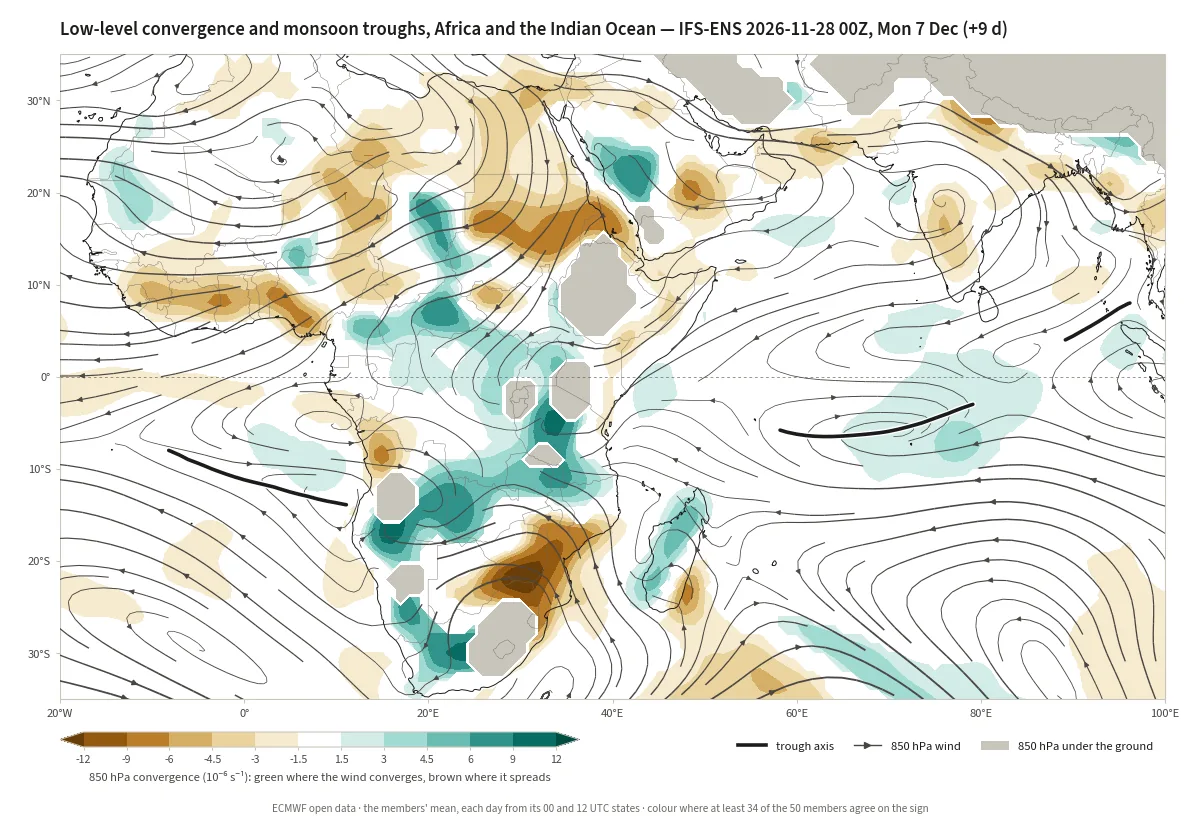 Low-level convergence and monsoon troughs, Africa and the Indian Ocean — IFS-ENS 2026-11-28 00Z, Mon 7 Dec (+9 d)
30°N
20°N
10°N
0°
10°S
20°S
30°S
20°W 0° 20°E 40°E 60°E 80°E 100°E
-12 -9 -6 -4.5 -3 -1.5 1.5 3 4.5 6 9 12
850 hPa convergence (10⁻⁶ s⁻¹): green where the wind converges, brown where it spreads
trough axis 850 hPa wind 850 hPa under the ground
ECMWF open data · the members' mean, each day from its 00 and 12 UTC states · colour where at least 34 of the 50 members agree on the sign